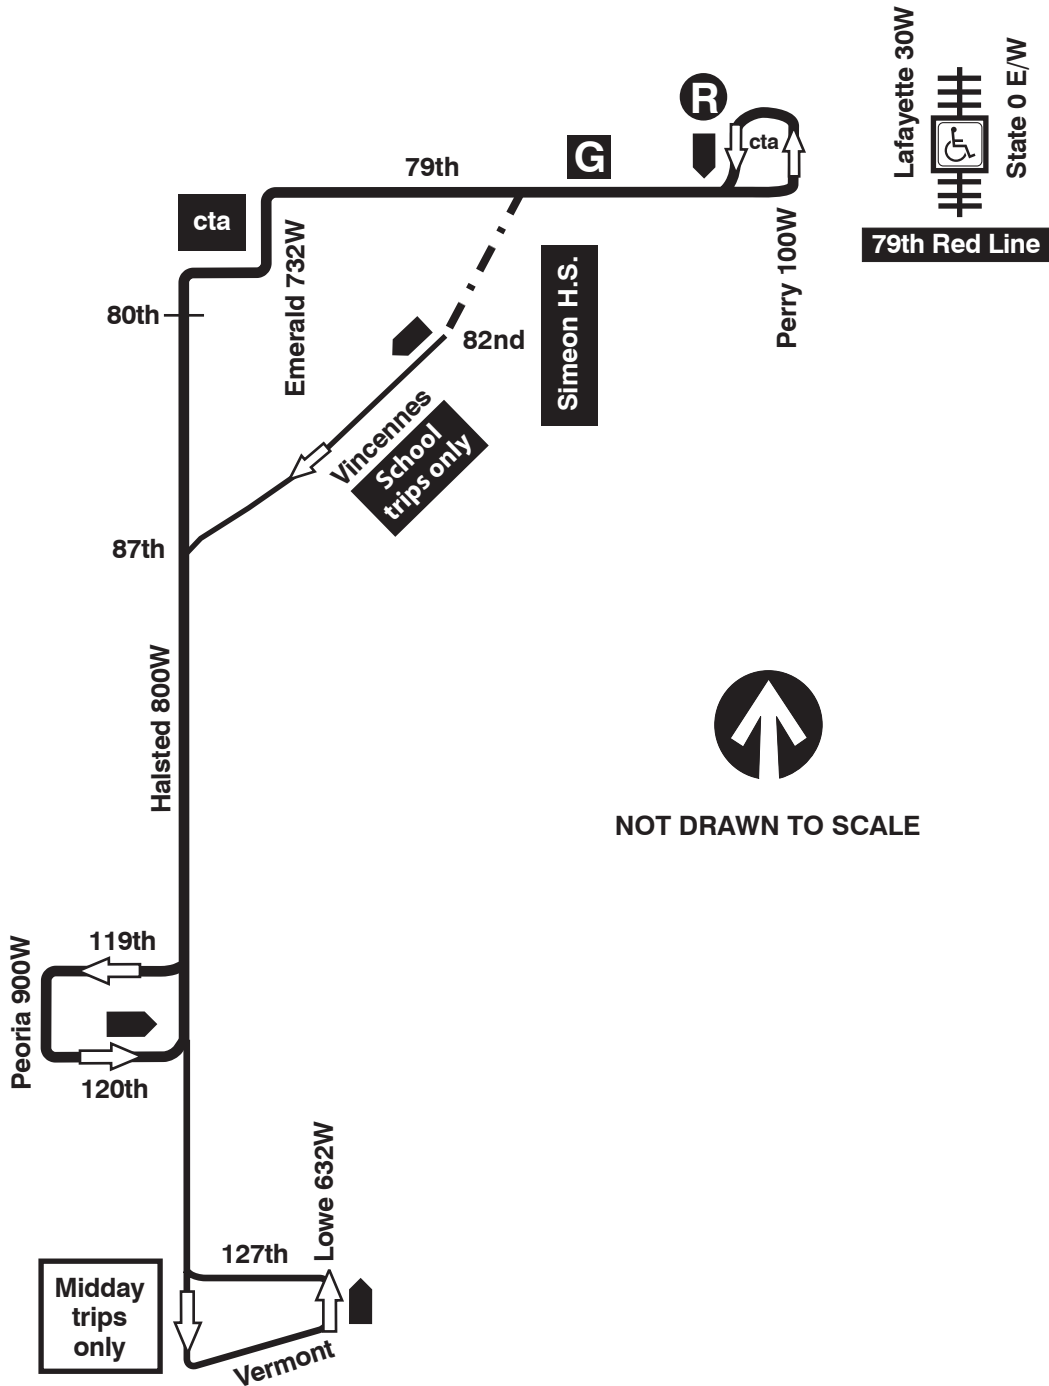 Lafayette 30W
State 0 E/W
R
cta
G
79th
cta
79th Red Line
Emerald 732W
Perry 100W
Simeon H.S.
80th
82nd
Vincennes
School
trips only
87th
Halsted 800W
NOT DRAWN TO SCALE
119th
Peoria 900W
120th
Lowe 632W
127th
Midday
trips
only
Vermont